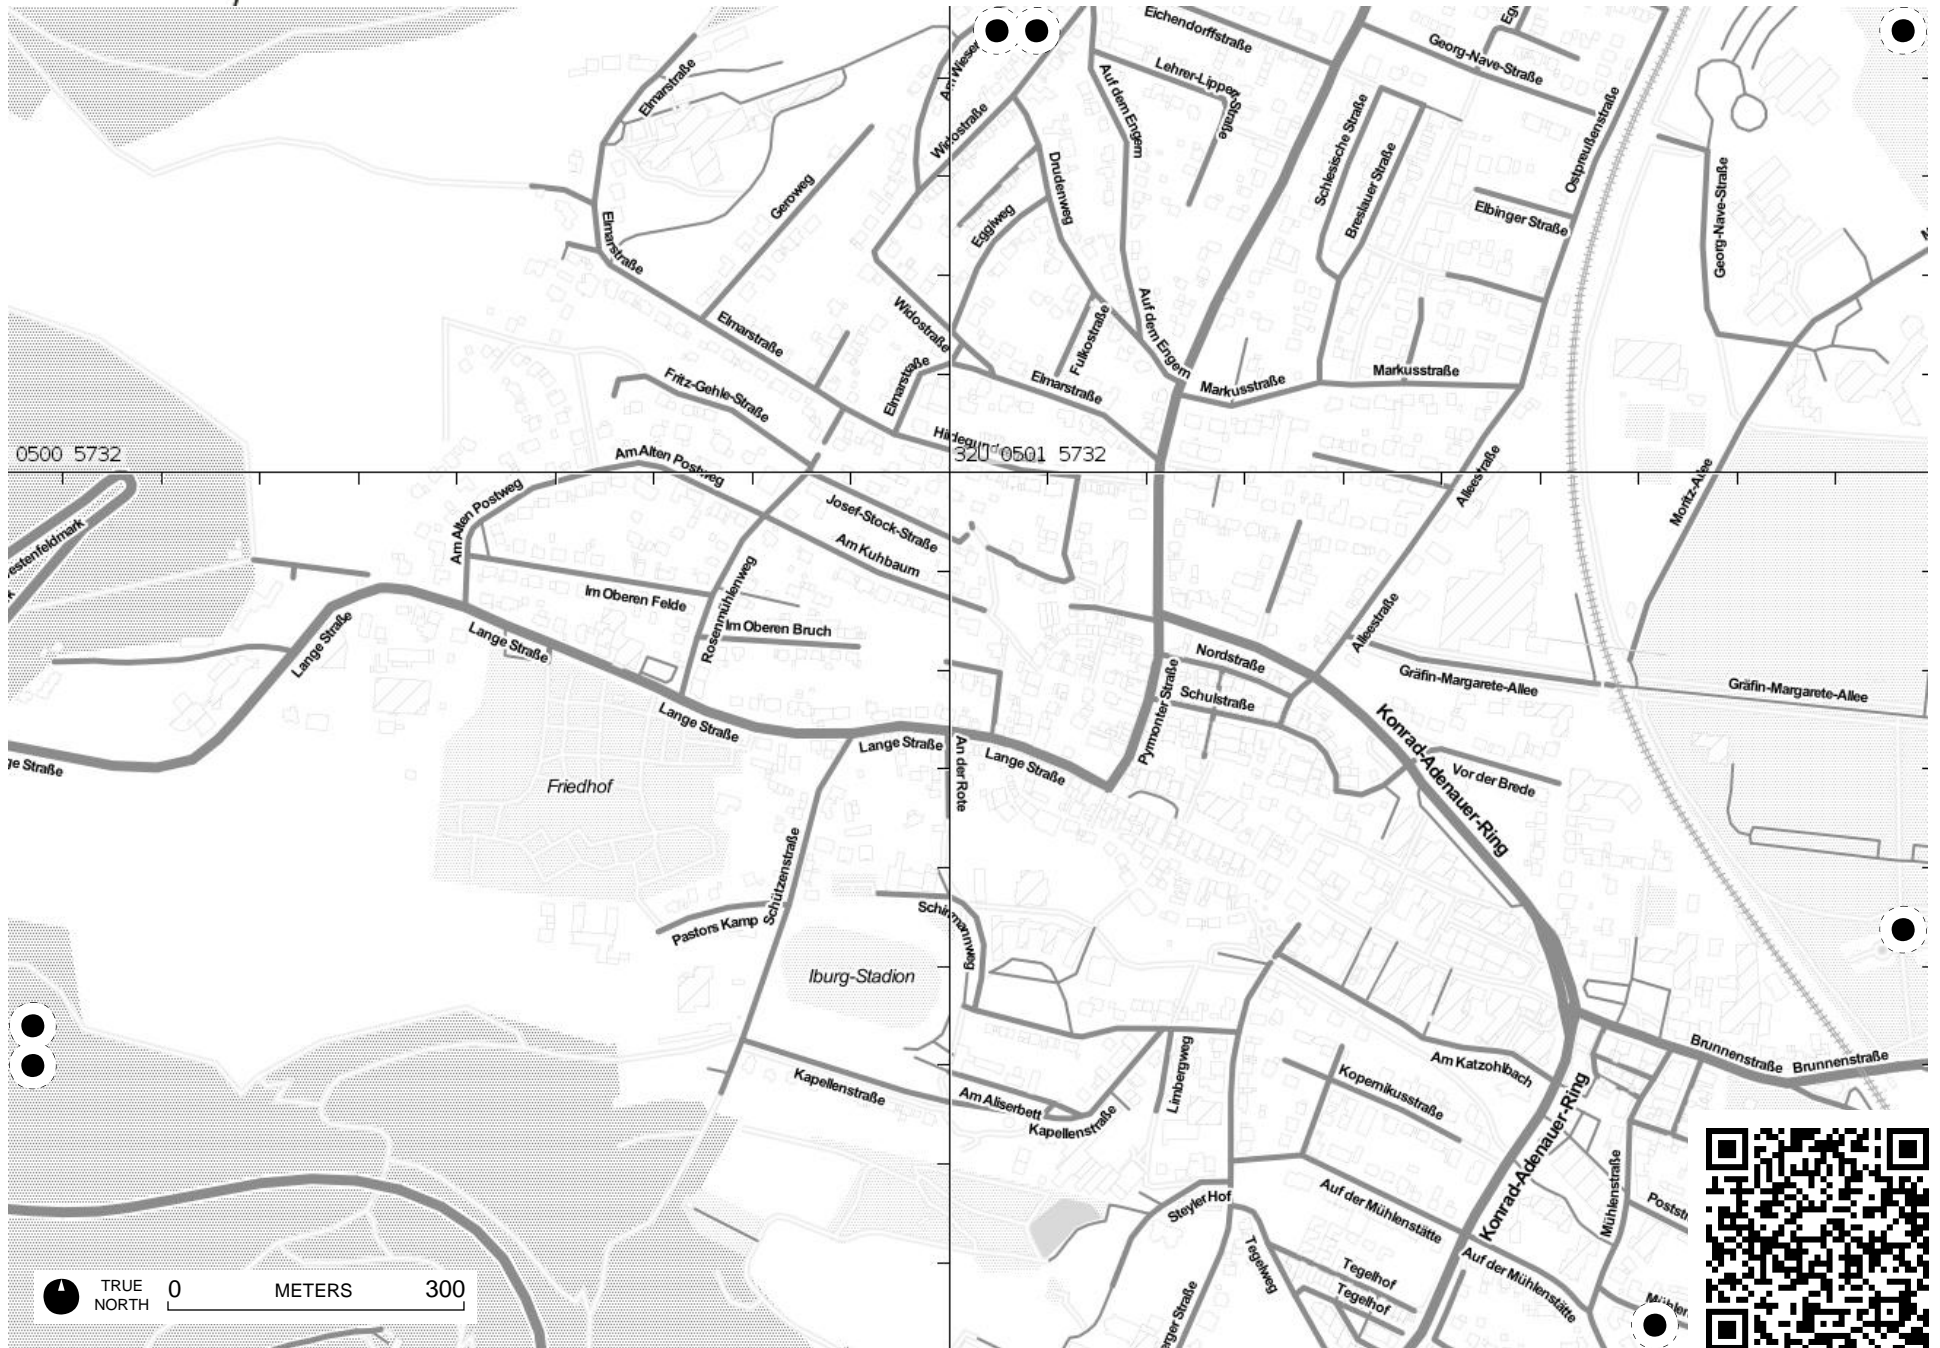 Eichendorffstraße
Georg-Nave-Straße
Elmarstraße
Lehrer-Lipper-Straße
Auf dem Engern
Widostraße
Schlesische Straße
Breslauer Straße
Ostpreußenstraße
Drudenweg
Geroweg
Eggiweg
Elbinger Straße
Georg-Nave-Straße
Elmarstraße
Widostraße
Auf dem Engern
Fulkostraße
Elmarstraße
Elmarstraße
Elmarstraße
Markusstraße
Markusstraße
Fritz-Gehle-Straße
0500 5732
32U 0501 5732
Am Alten Postweg
Am Alten Postweg
Alleestraße
Moritz-Allee
Josef-Stock-Straße
Am Kuhbaum
Rosenmühlenweg
Im Oberen Felde
Im Oberen Bruch
Alleestraße
Lange Straße
Lange Straße
Lange Straße
Lange Straße
Lange Straße
Nordstraße
Schulstraße
Pyrmonter Straße
Gräfin-Margarete-Allee
Gräfin-Margarete-Allee
Konrad-Adenauer-Ring
Vor der Brede
An der Rote
Friedhof
Schützenstraße
Pastors Kamp
Schirrmannweg
Iburg-Stadion
Kapellenstraße
Am Aliserbett
Kapellenstraße
Limbergweg
Am Katzohlbach
Kopernikusstraße
Brunnenstraße
Brunnenstraße
Konrad-Adenauer-Ring
Mühlenstraße
Auf der Mühlenstätte
Auf der Mühlenstätte
Steyler Hof
Tegelweg
Tegelhof
Tegelhof
TRUE NORTH
0 METERS 300